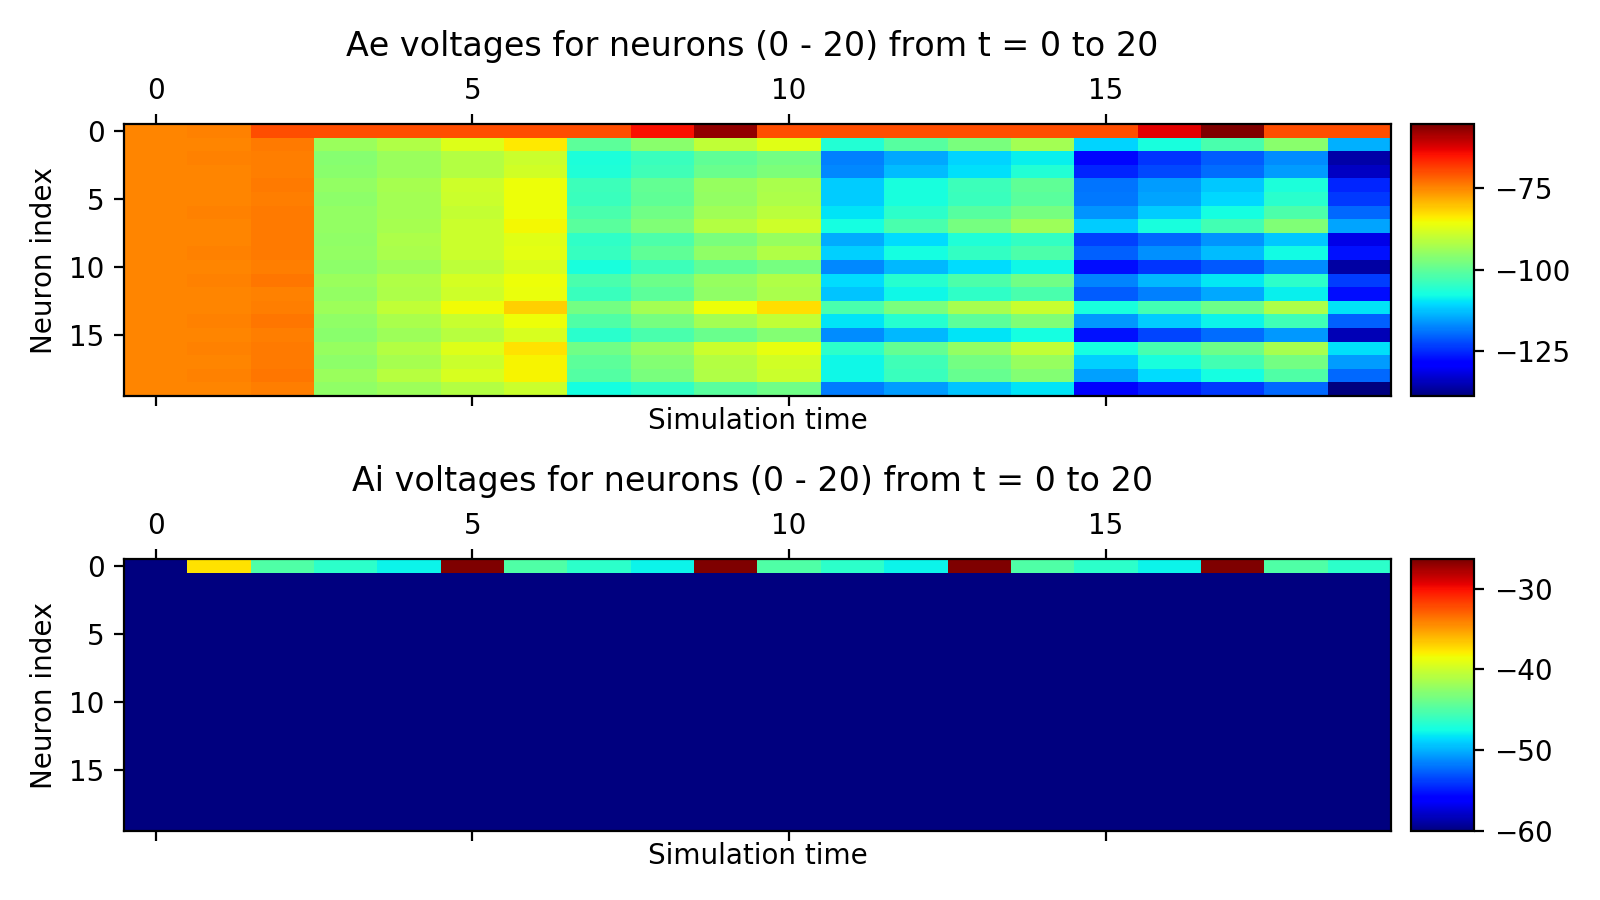 Ae voltages for neurons (0 - 20) from t = 0 to 20
0 5 10 15
Neuron index
0
5
10
15
−75
−100
−125
Simulation time
Ai voltages for neurons (0 - 20) from t = 0 to 20
0 5 10 15
Neuron index
0
5
10
15
−30
−40
−50
−60
Simulation time